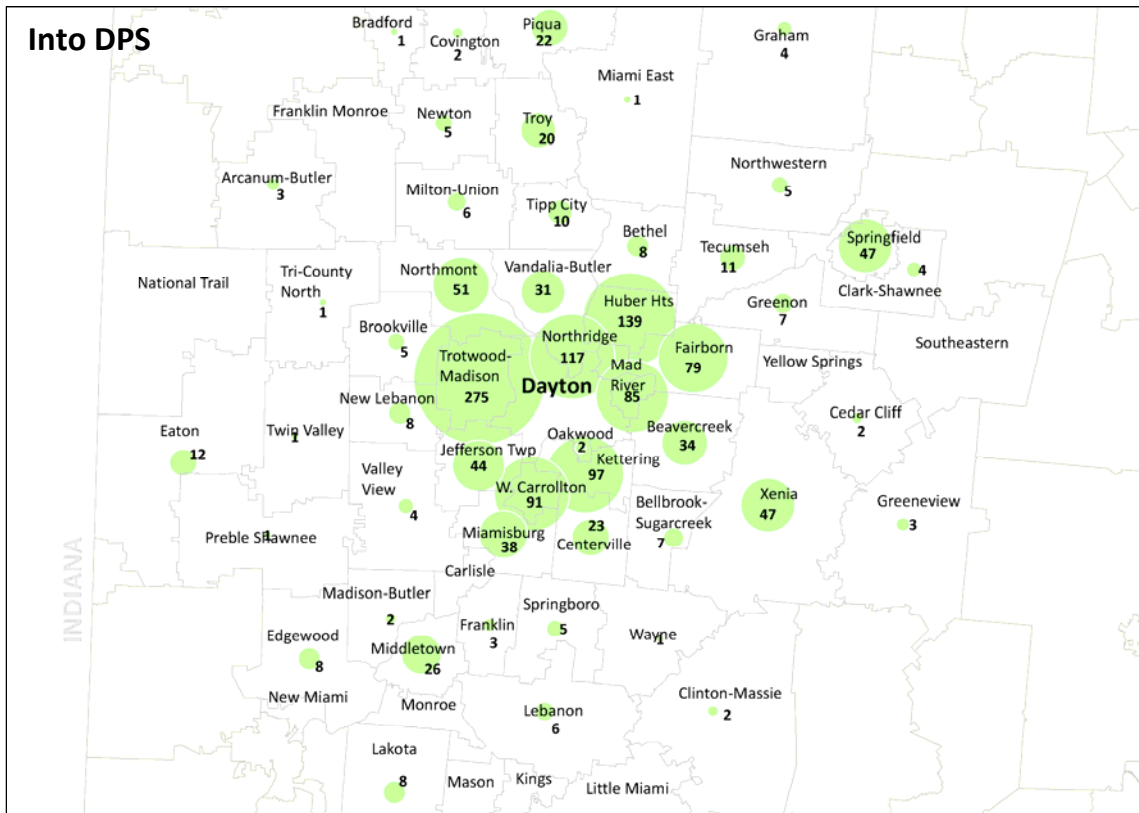 Into DPS
Bradford
1
Covington
2
Piqua
22
Graham
4
Miami East
1
Franklin Monroe
Newton
5
Troy
20
Arcanum-Butler
3
Milton-Union
6
Tipp City
10
Northwestern
5
Bethel
8
Tecumseh
11
Springfield
47
4
Clark-Shawnee
National Trail
Tri-County
North
1
Northmont
51
Vandalia-Butler
31
Huber Hts
139
Greenon
7
Southeastern
Brookville
5
Trotwood-
Madison
275
Northridge
117
Dayton
Mad
River
85
Fairborn
79
Yellow Springs
New Lebanon
8
Cedar Cliff
2
Eaton
12
Twin Valley
1
Jefferson Twp
44
Oakwood
2
Kettering
97
Beavercreek
34
Valley
View
4
W. Carrollton
91
Bellbrook-
Sugarcreek
7
Xenia
47
Greeneview
3
Preble Shawnee
1
Miamisburg
38
23
Centerville
Carlisle
INDIANA
Madison-Butler
2
Franklin
3
Springboro
5
Wayne
1
Edgewood
8
Middletown
26
New Miami
Monroe
Lebanon
6
Clinton-Massie
2
Lakota
8
Mason
Kings
Little Miami